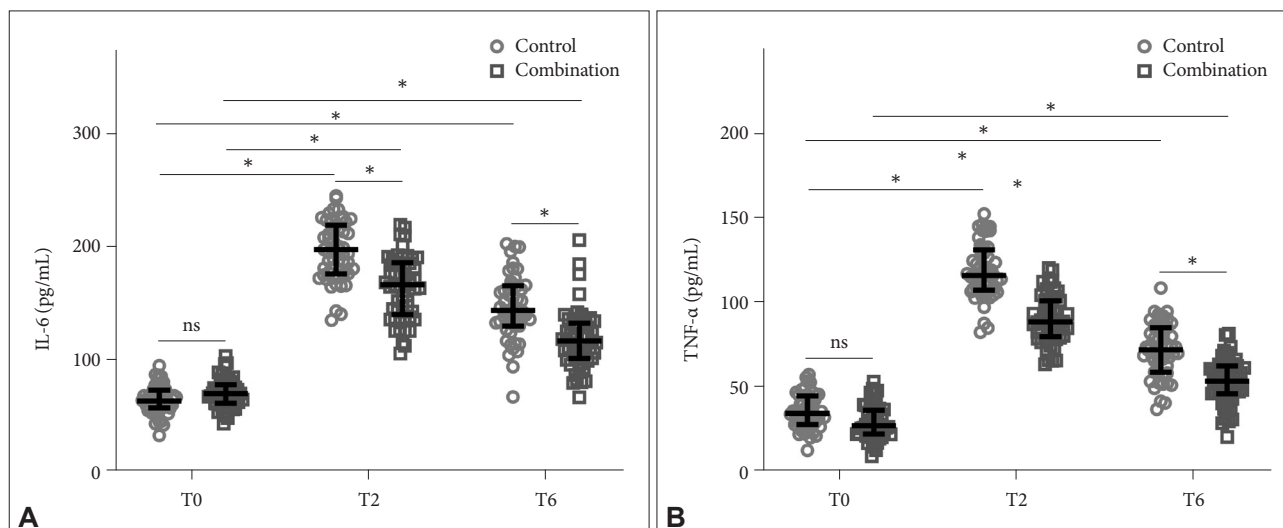 Control
Combination
300
200
100
0
IL-6 (pg/mL)
*
*
*
*
*
*
ns
T0
T2
T6
A
Control
Combination
200
150
100
50
0
TNF-α (pg/mL)
*
*
*
*
*
*
ns
T0
T2
T6
B